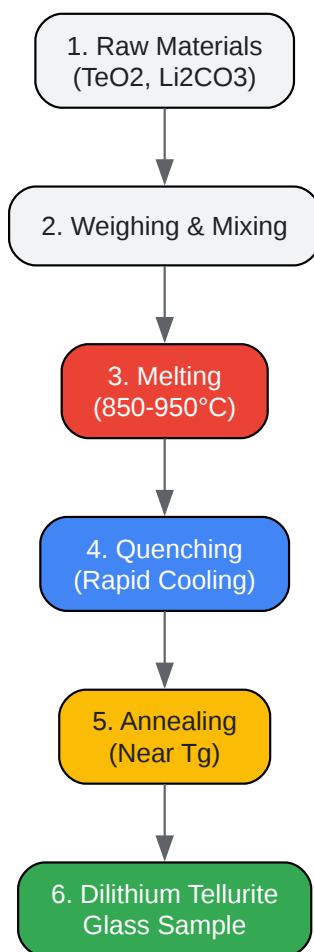 1. Raw Materials
(TeO2, Li2CO3)
2. Weighing & Mixing
3. Melting
(850-950°C)
4. Quenching
(Rapid Cooling)
5. Annealing
(Near Tg)
6. Dilithium Tellurite
Glass Sample